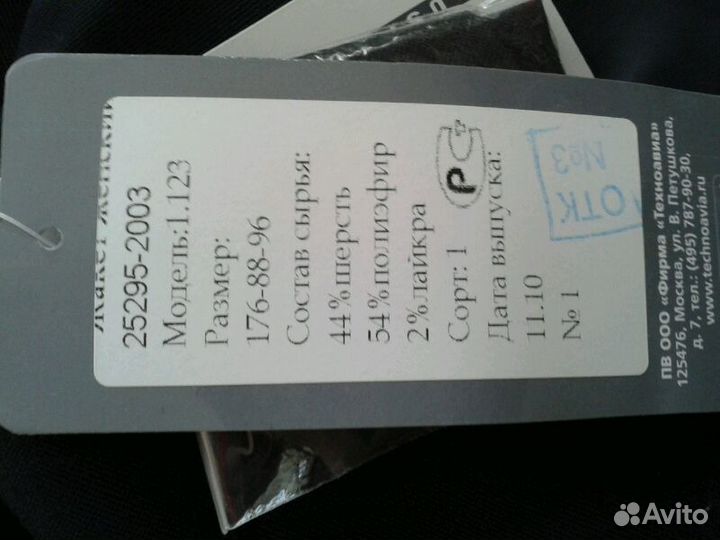 Жакет женский
25295-2003
Модель:1.123
Размер:
176-88-96
Состав сырья:
44%шерсть
54%полиэфир
2%лайкра
Сорт: 1
Дата выпуска:
11.10
№ 1
РС
ОТК
№3
ПВ ООО «Фирма «Техноавиа»
125476, Москва, ул. В. Петушкова,
д. 7, тел.: (495) 787-90-30,
www.technoavia.ru
Avito